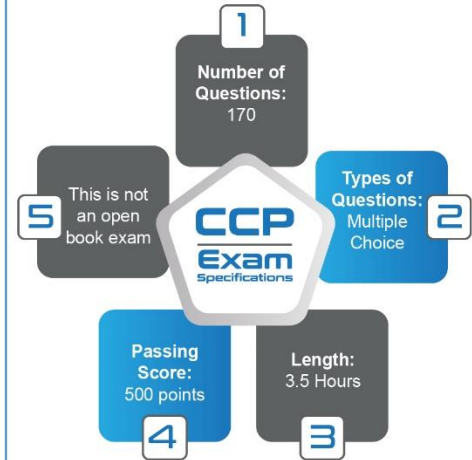 1
Number of
Questions:
170
Types of
Questions:
Multiple
Choice
2
Length:
3.5 Hours
3
Passing
Score:
500 points
4
This is not
an open
book exam
5
CCP
Exam
Specifications